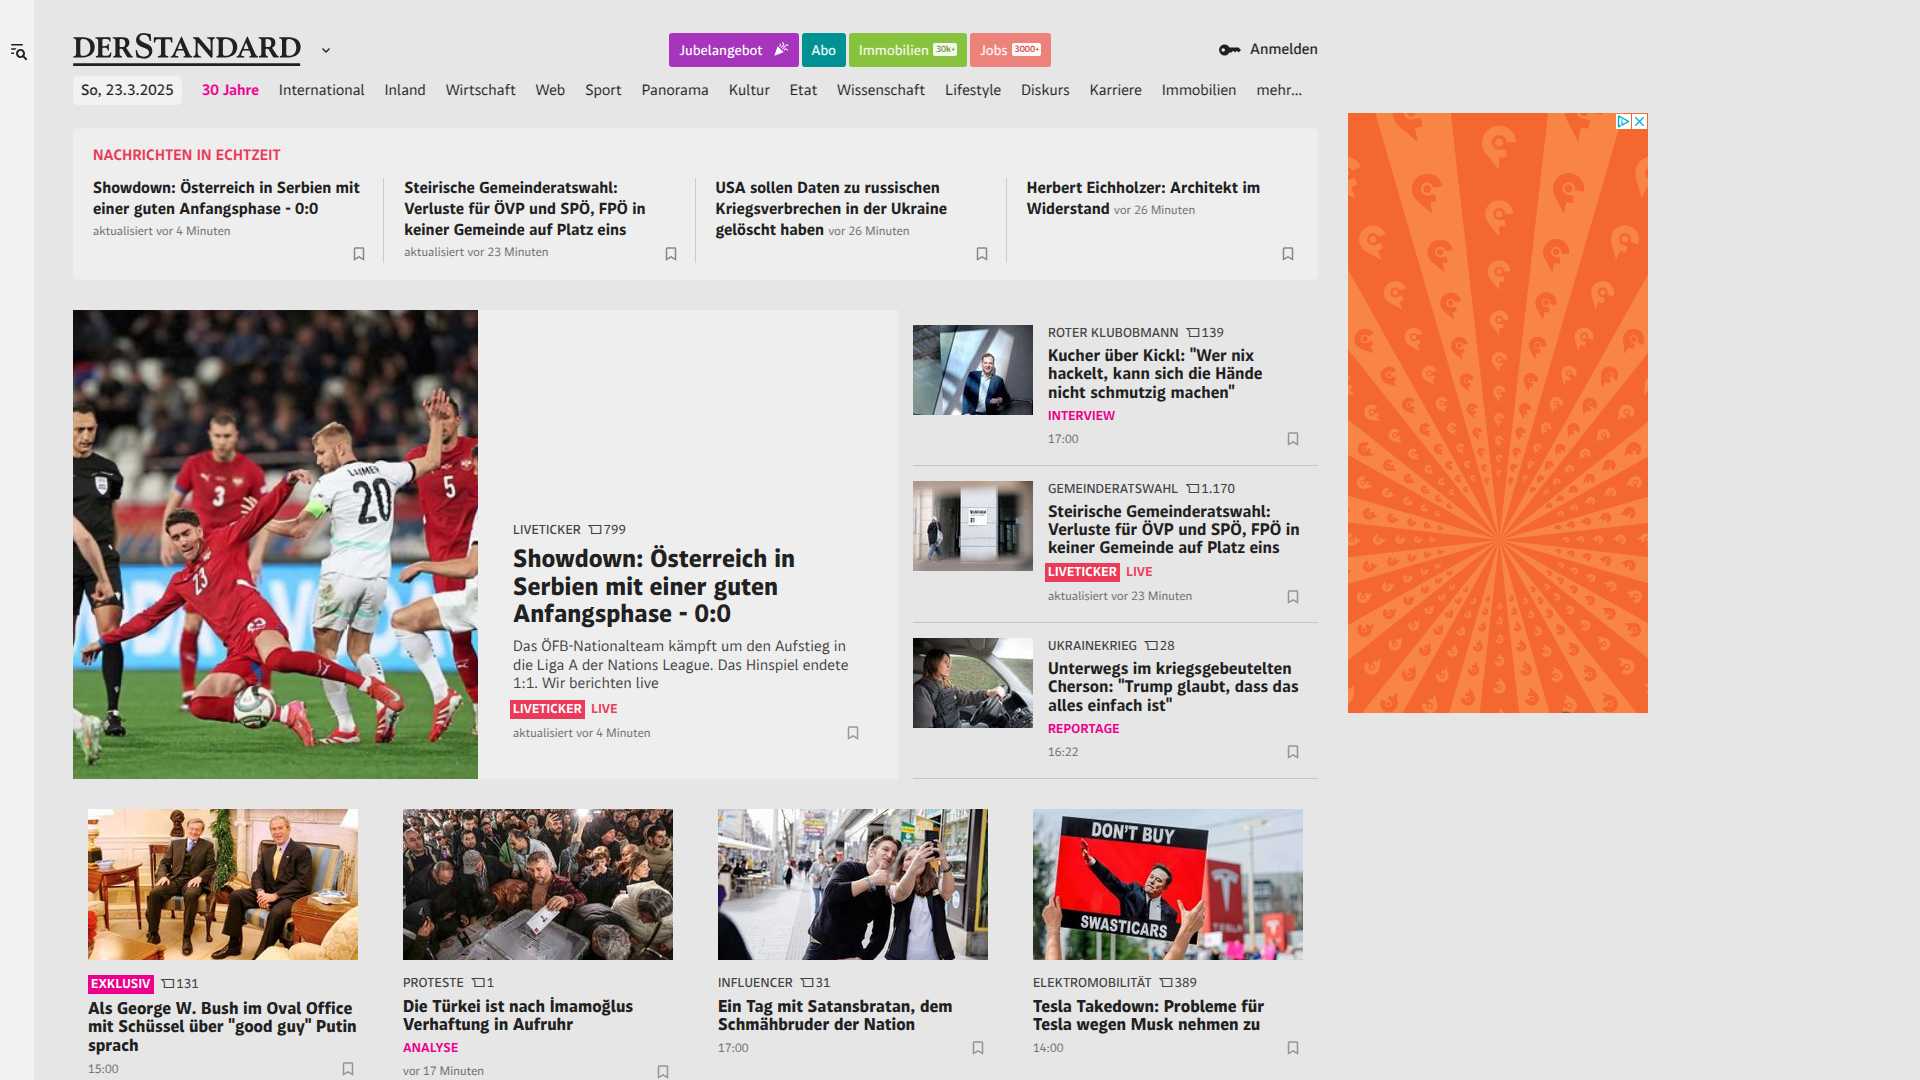 DERSTANDARD
Jubelangebot
Abo
Immobilien 30k+
Jobs 3000+
Anmelden
So, 23.3.2025
30 Jahre
International
Inland
Wirtschaft
Web
Sport
Panorama
Kultur
Etat
Wissenschaft
Lifestyle
Diskurs
Karriere
Immobilien
mehr...
NACHRICHTEN IN ECHTZEIT
Showdown: Österreich in Serbien mit
einer guten Anfangsphase - 0:0
aktualisiert vor 4 Minuten
Steirische Gemeinderatswahl:
Verluste für ÖVP und SPÖ, FPÖ in
keiner Gemeinde auf Platz eins
aktualisiert vor 23 Minuten
USA sollen Daten zu russischen
Kriegsverbrechen in der Ukraine
gelöscht haben vor 26 Minuten
Herbert Eichholzer: Architekt im
Widerstand vor 26 Minuten
3
LAIMER
20
5
23
LIVETICKER 799
Showdown: Österreich in
Serbien mit einer guten
Anfangsphase - 0:0
Das ÖFB-Nationalteam kämpft um den Aufstieg in
die Liga A der Nations League. Das Hinspiel endete
1:1. Wir berichten live
LIVETICKER LIVE
aktualisiert vor 4 Minuten
ROTER KLUBOBMANN 139
Kucher über Kickl: "Wer nix
hackelt, kann sich die Hände
nicht schmutzig machen"
INTERVIEW
17:00
GEMEINDERATSWAHL 1.170
Steirische Gemeinderatswahl:
Verluste für ÖVP und SPÖ, FPÖ in
keiner Gemeinde auf Platz eins
LIVETICKER LIVE
aktualisiert vor 23 Minuten
UKRAINEKRIEG 28
Unterwegs im kriegsgebeutelten
Cherson: "Trump glaubt, dass das
alles einfach ist"
REPORTAGE
16:22
EXKLUSIV 131
Als George W. Bush im Oval Office
mit Schüssel über "good guy" Putin
sprach
15:00
PROTESTE 1
Die Türkei ist nach İmamoğlus
Verhaftung in Aufruhr
ANALYSE
vor 17 Minuten
INFLUENCER 31
Ein Tag mit Satansbratan, dem
Schmähbruder der Nation
17:00
DON'T BUY
SWASTICARS
TESLA
ELEKTROMOBILITÄT 389
Tesla Takedown: Probleme für
Tesla wegen Musk nehmen zu
14:00